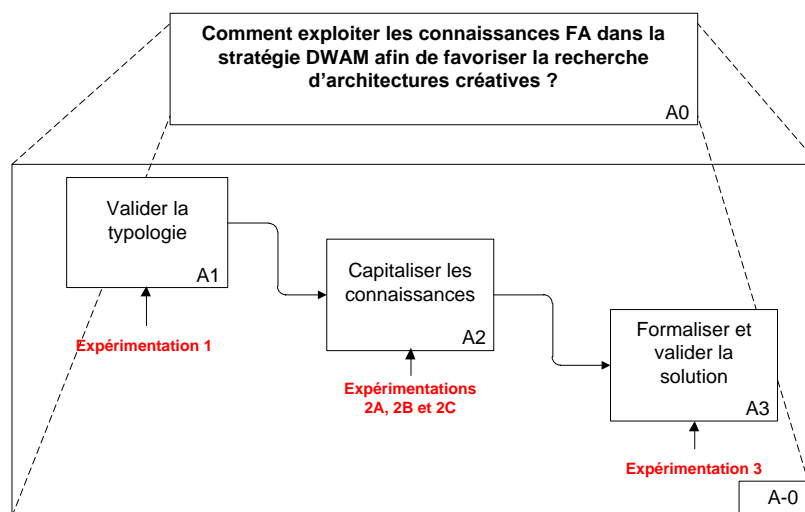 Comment exploiter les connaissances FA dans la
stratégie DWAM afin de favoriser la recherche
d'architectures créatives ?
A0
Valider la
typologie
A1
Expérimentation 1
Capitaliser les
connaissances
A2
Expérimentations
2A, 2B et 2C
Formaliser et
valider la
solution
A3
Expérimentation 3
A-0